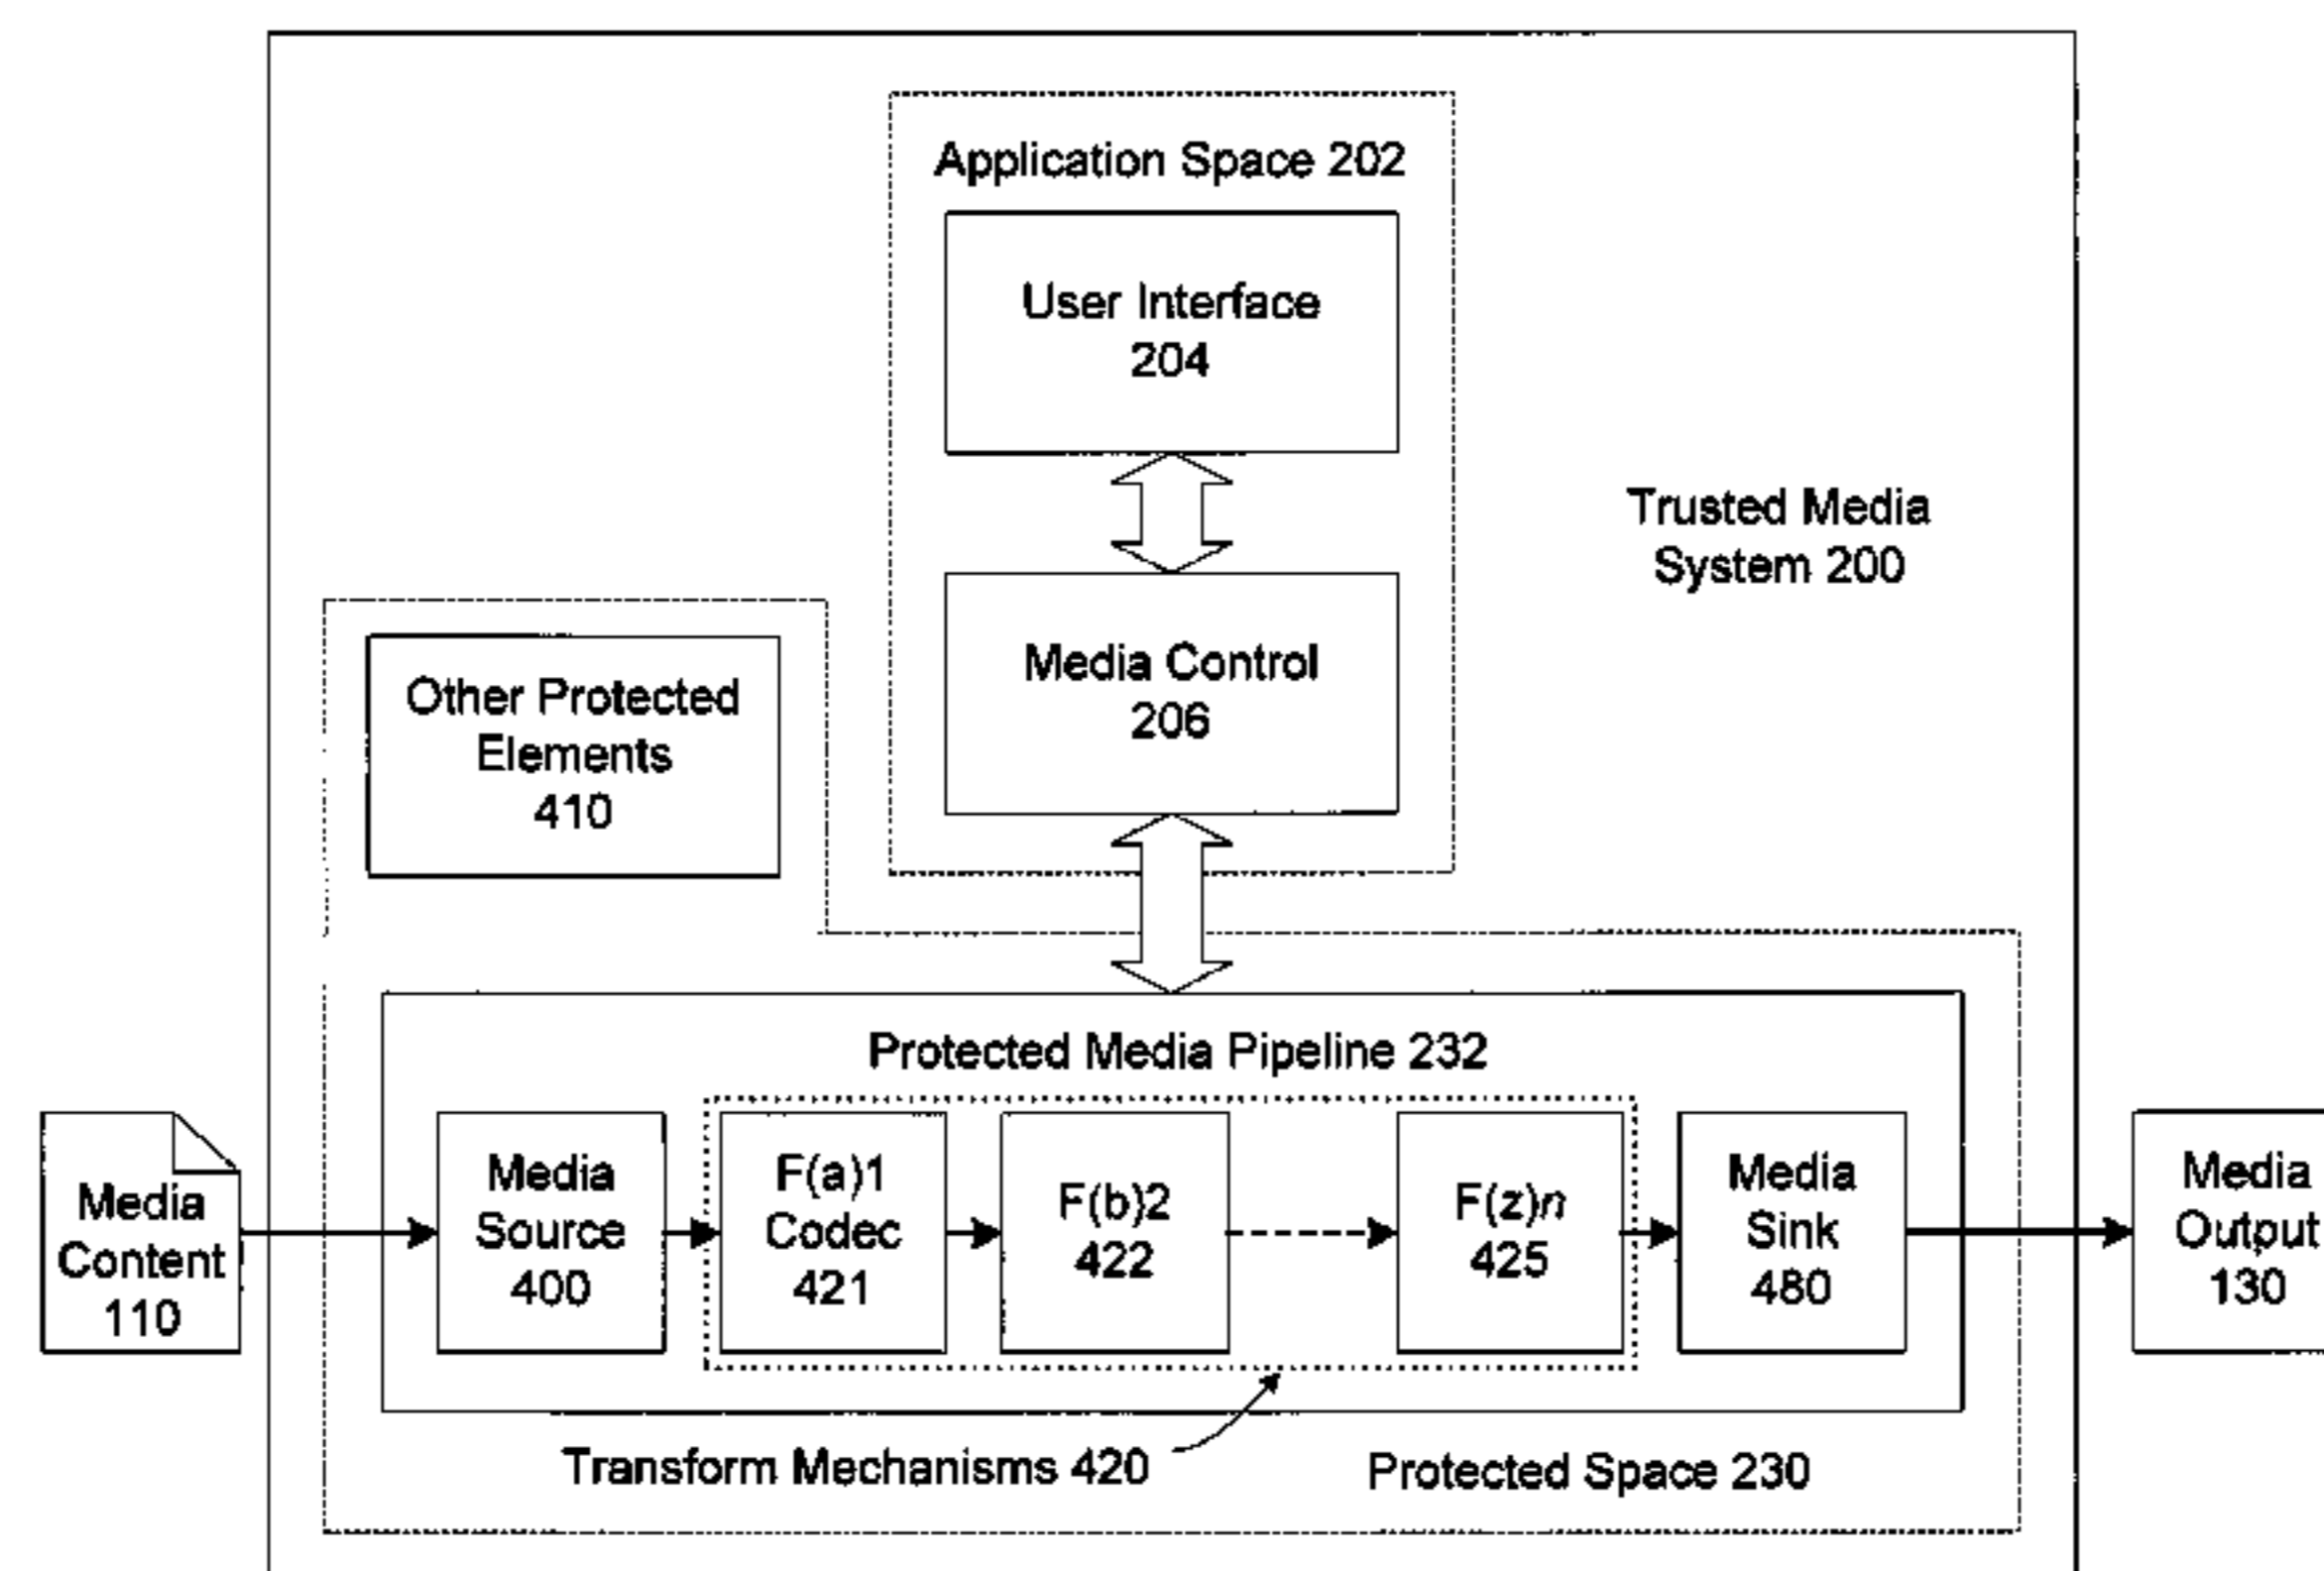 Application Space 202
User Interface
204
Trusted Media
System 200
Media Control
206
Other Protected
Elements
410
Protected Media Pipeline 232
Media
Content
110
Media
Source
400
F(a)1
Codec
421
F(b)2
422
F(z)n
425
Media
Sink
480
Media
Output
130
Transform Mechanisms 420
Protected Space 230